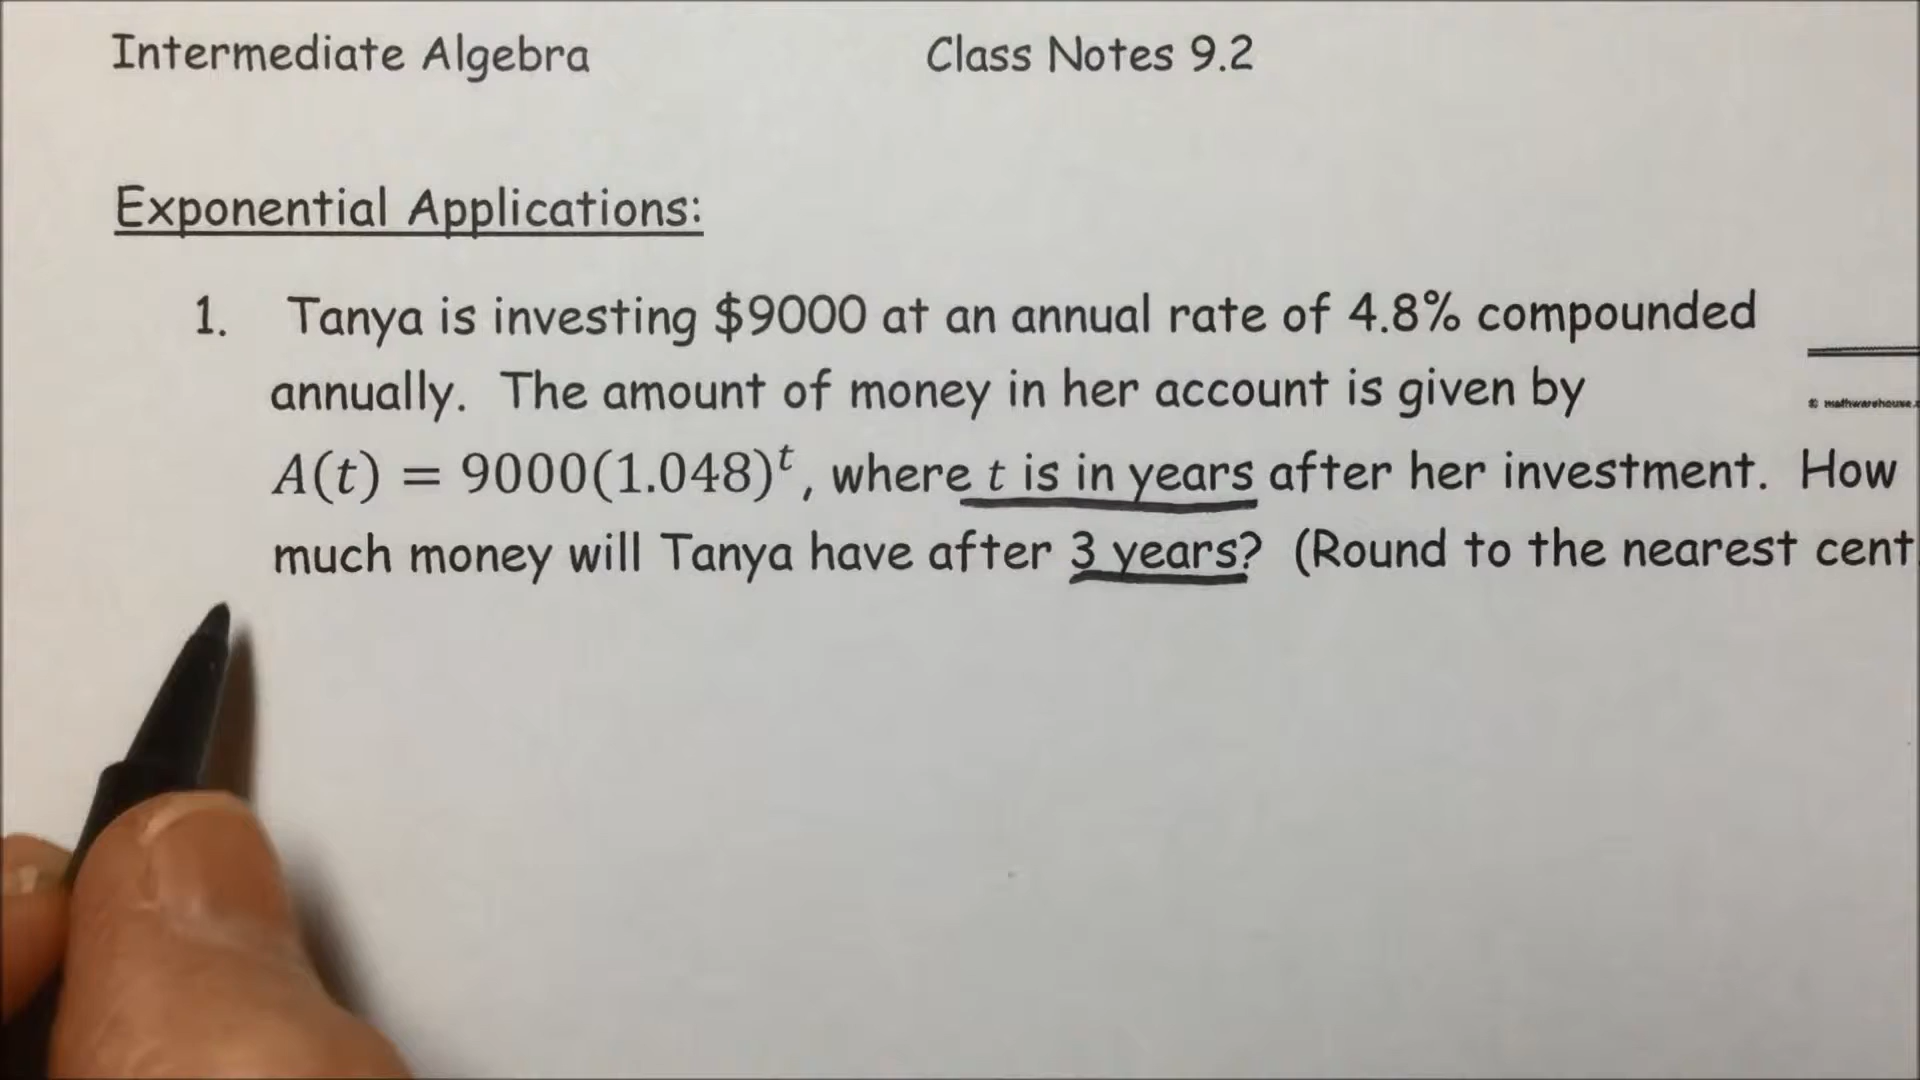 Intermediate Algebra Class Notes 9.2
Exponential Applications:
1. Tanya is investing $9000 at an annual rate of 4.8% compounded
annually. The amount of money in her account is given by
© mathwarehouse.
A(t) = 9000(1.048)^t, where t is in years after her investment. How
much money will Tanya have after 3 years? (Round to the nearest cent